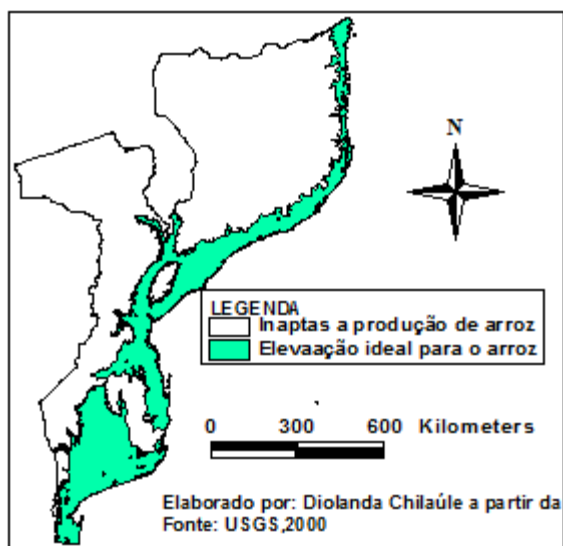 N
LEGENDA
Inaptas a produção de arroz
Elevaação ideal para o arroz
0 300 600 Kilometers
Elaborado por: Diolanda Chilaúle a partir da
Fonte: USGS,2000